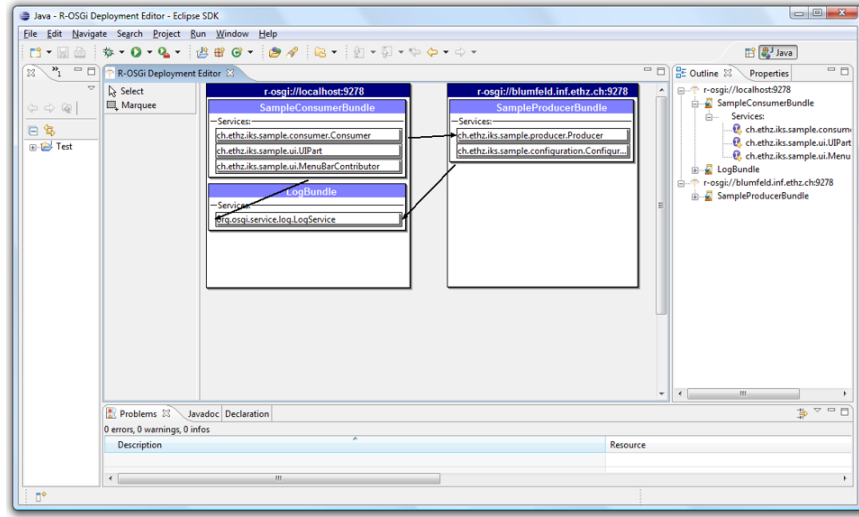 Java - R-OSGi Deployment Editor - Eclipse SDK
File Edit Navigate Search Project Run Window Help
Java
R-OSGi Deployment Editor
Outline Properties
Select
Marquee
Test
r-osgi://localhost:9278
SampleConsumerBundle
Services:
ch.ethz.iks.sample.consumer.Consumer
ch.ethz.iks.sample.ui.UIPart
ch.ethz.iks.sample.ui.MenuBarContributor
LogBundle
Services:
org.osgi.service.log.LogService
r-osgi://blumfeld.inf.ethz.ch:9278
SampleProducerBundle
Services:
ch.ethz.iks.sample.producer.Producer
ch.ethz.iks.sample.configuration.Configur...
r-osgi://localhost:9278
SampleConsumerBundle
Services:
ch.ethz.iks.sample.consum
ch.ethz.iks.sample.ui.UIPart
ch.ethz.iks.sample.ui.Menu
LogBundle
r-osgi://blumfeld.inf.ethz.ch:9278
SampleProducerBundle
Problems Javadoc Declaration
0 errors, 0 warnings, 0 infos
Description Resource